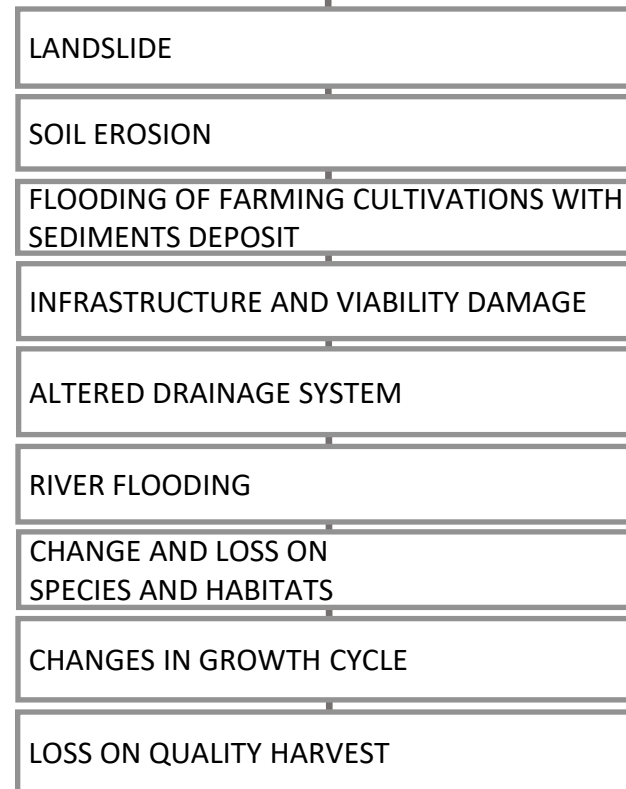 LANDSLIDE
SOIL EROSION
FLOODING OF FARMING CULTIVATIONS WITH
SEDIMENTS DEPOSIT
INFRASTRUCTURE AND VIABILITY DAMAGE
ALTERED DRAINAGE SYSTEM
RIVER FLOODING
CHANGE AND LOSS ON
SPECIES AND HABITATS
CHANGES IN GROWTH CYCLE
LOSS ON QUALITY HARVEST